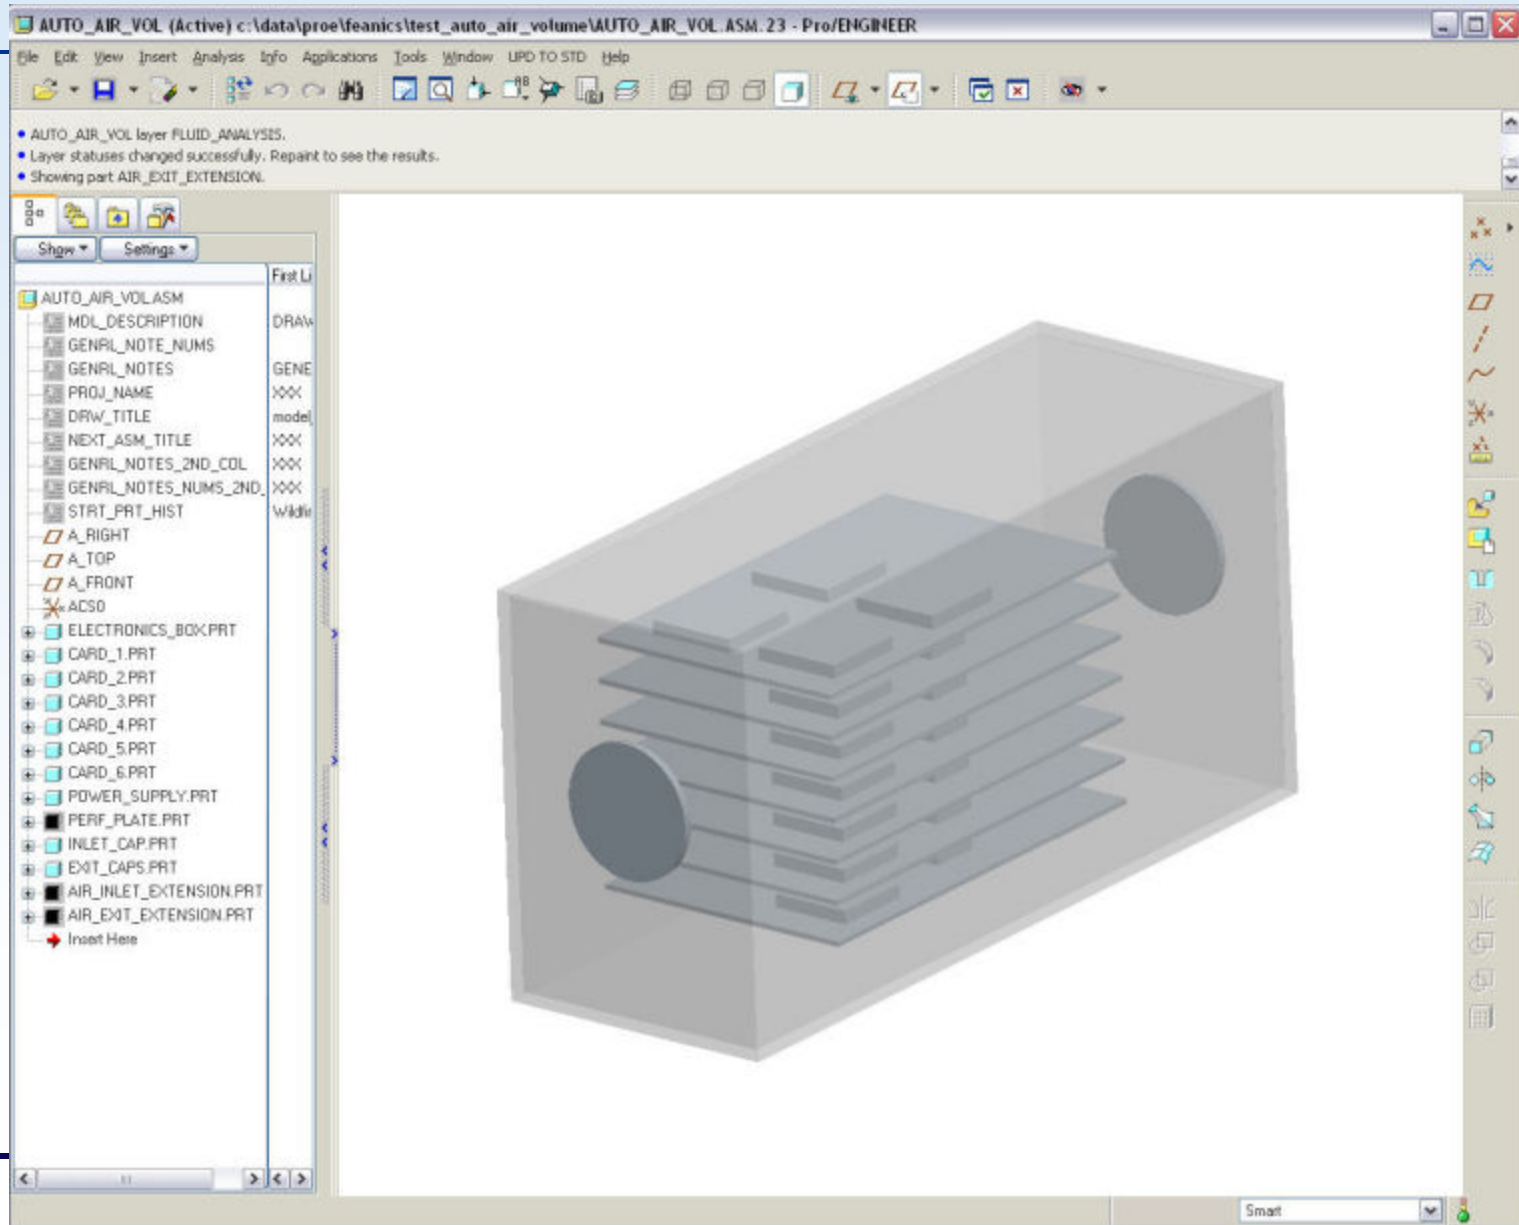 AUTO_AIR_VOL (Active) c:\data\proe\feanics\test_auto_air_volume\AUTO_AIR_VOL.ASM.23 - Pro/ENGINEER
File Edit View Insert Analysis Info Applications Tools Window UPD TO STD Help
• AUTO_AIR_VOL layer FLUID_ANALYSIS.
• Layer statuses changed successfully. Repaint to see the results.
• Showing part AIR_EXIT_EXTENSION.
Show Settings
First Li
AUTO_AIR_VOL.ASM
MDL_DESCRIPTION DRAW
GENRL_NOTE_NUMS
GENRL_NOTES GENE
PROJ_NAME XXX
DRW_TITLE model_
NEXT_ASM_TITLE XXX
GENRL_NOTES_2ND_COL XXX
GENRL_NOTES_NUMS_2ND_ XXX
STRT_PRT_HIST Wildfir
A_RIGHT
A_TOP
A_FRONT
ACS0
ELECTRONICS_BOX.PRT
CARD_1.PRT
CARD_2.PRT
CARD_3.PRT
CARD_4.PRT
CARD_5.PRT
CARD_6.PRT
POWER_SUPPLY.PRT
PERF_PLATE.PRT
INLET_CAP.PRT
EXIT_CAPS.PRT
AIR_INLET_EXTENSION.PRT
AIR_EXIT_EXTENSION.PRT
Insert Here
Smart